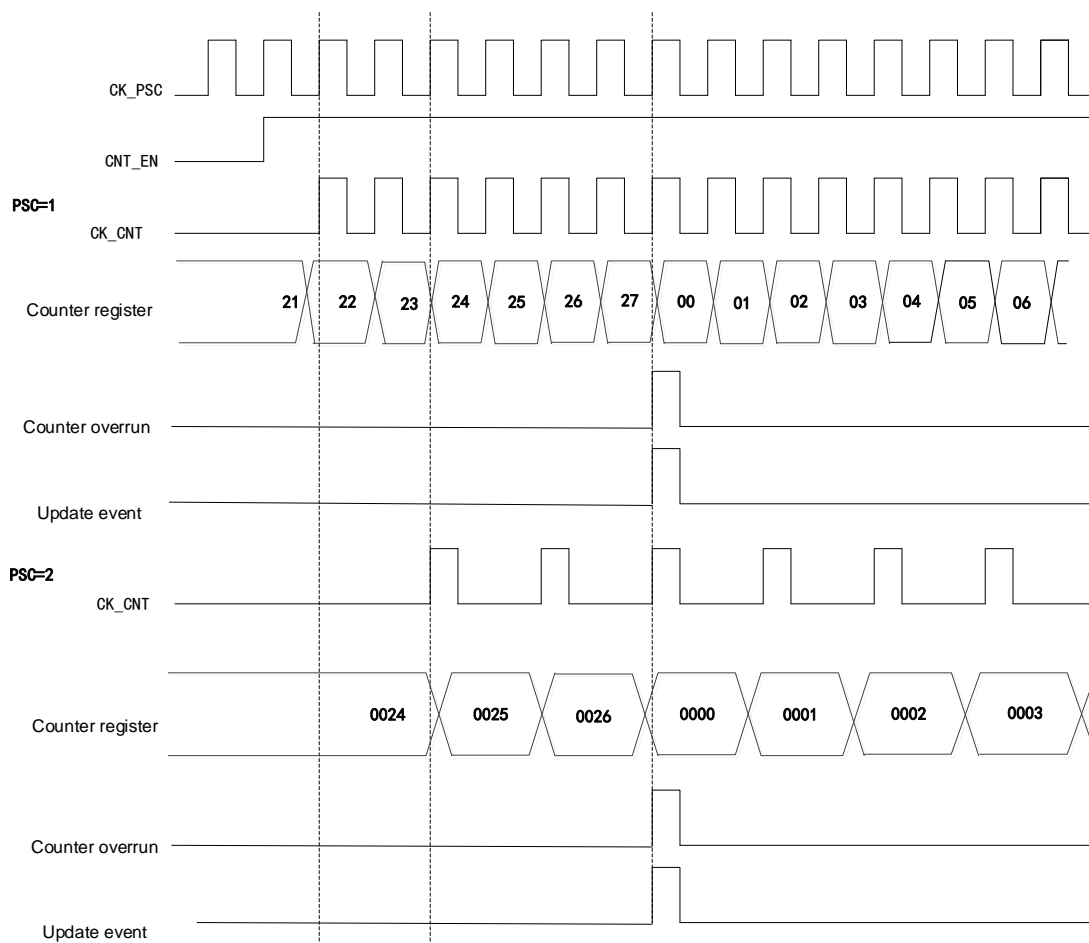 CK_PSC
CNT_EN
PSC=1
CK_CNT
Counter register 21 22 23 24 25 26 27 00 01 02 03 04 05 06
Counter overrun
Update event
PSC=2
CK_CNT
Counter register 0024 0025 0026 0000 0001 0002 0003
Counter overrun
Update event